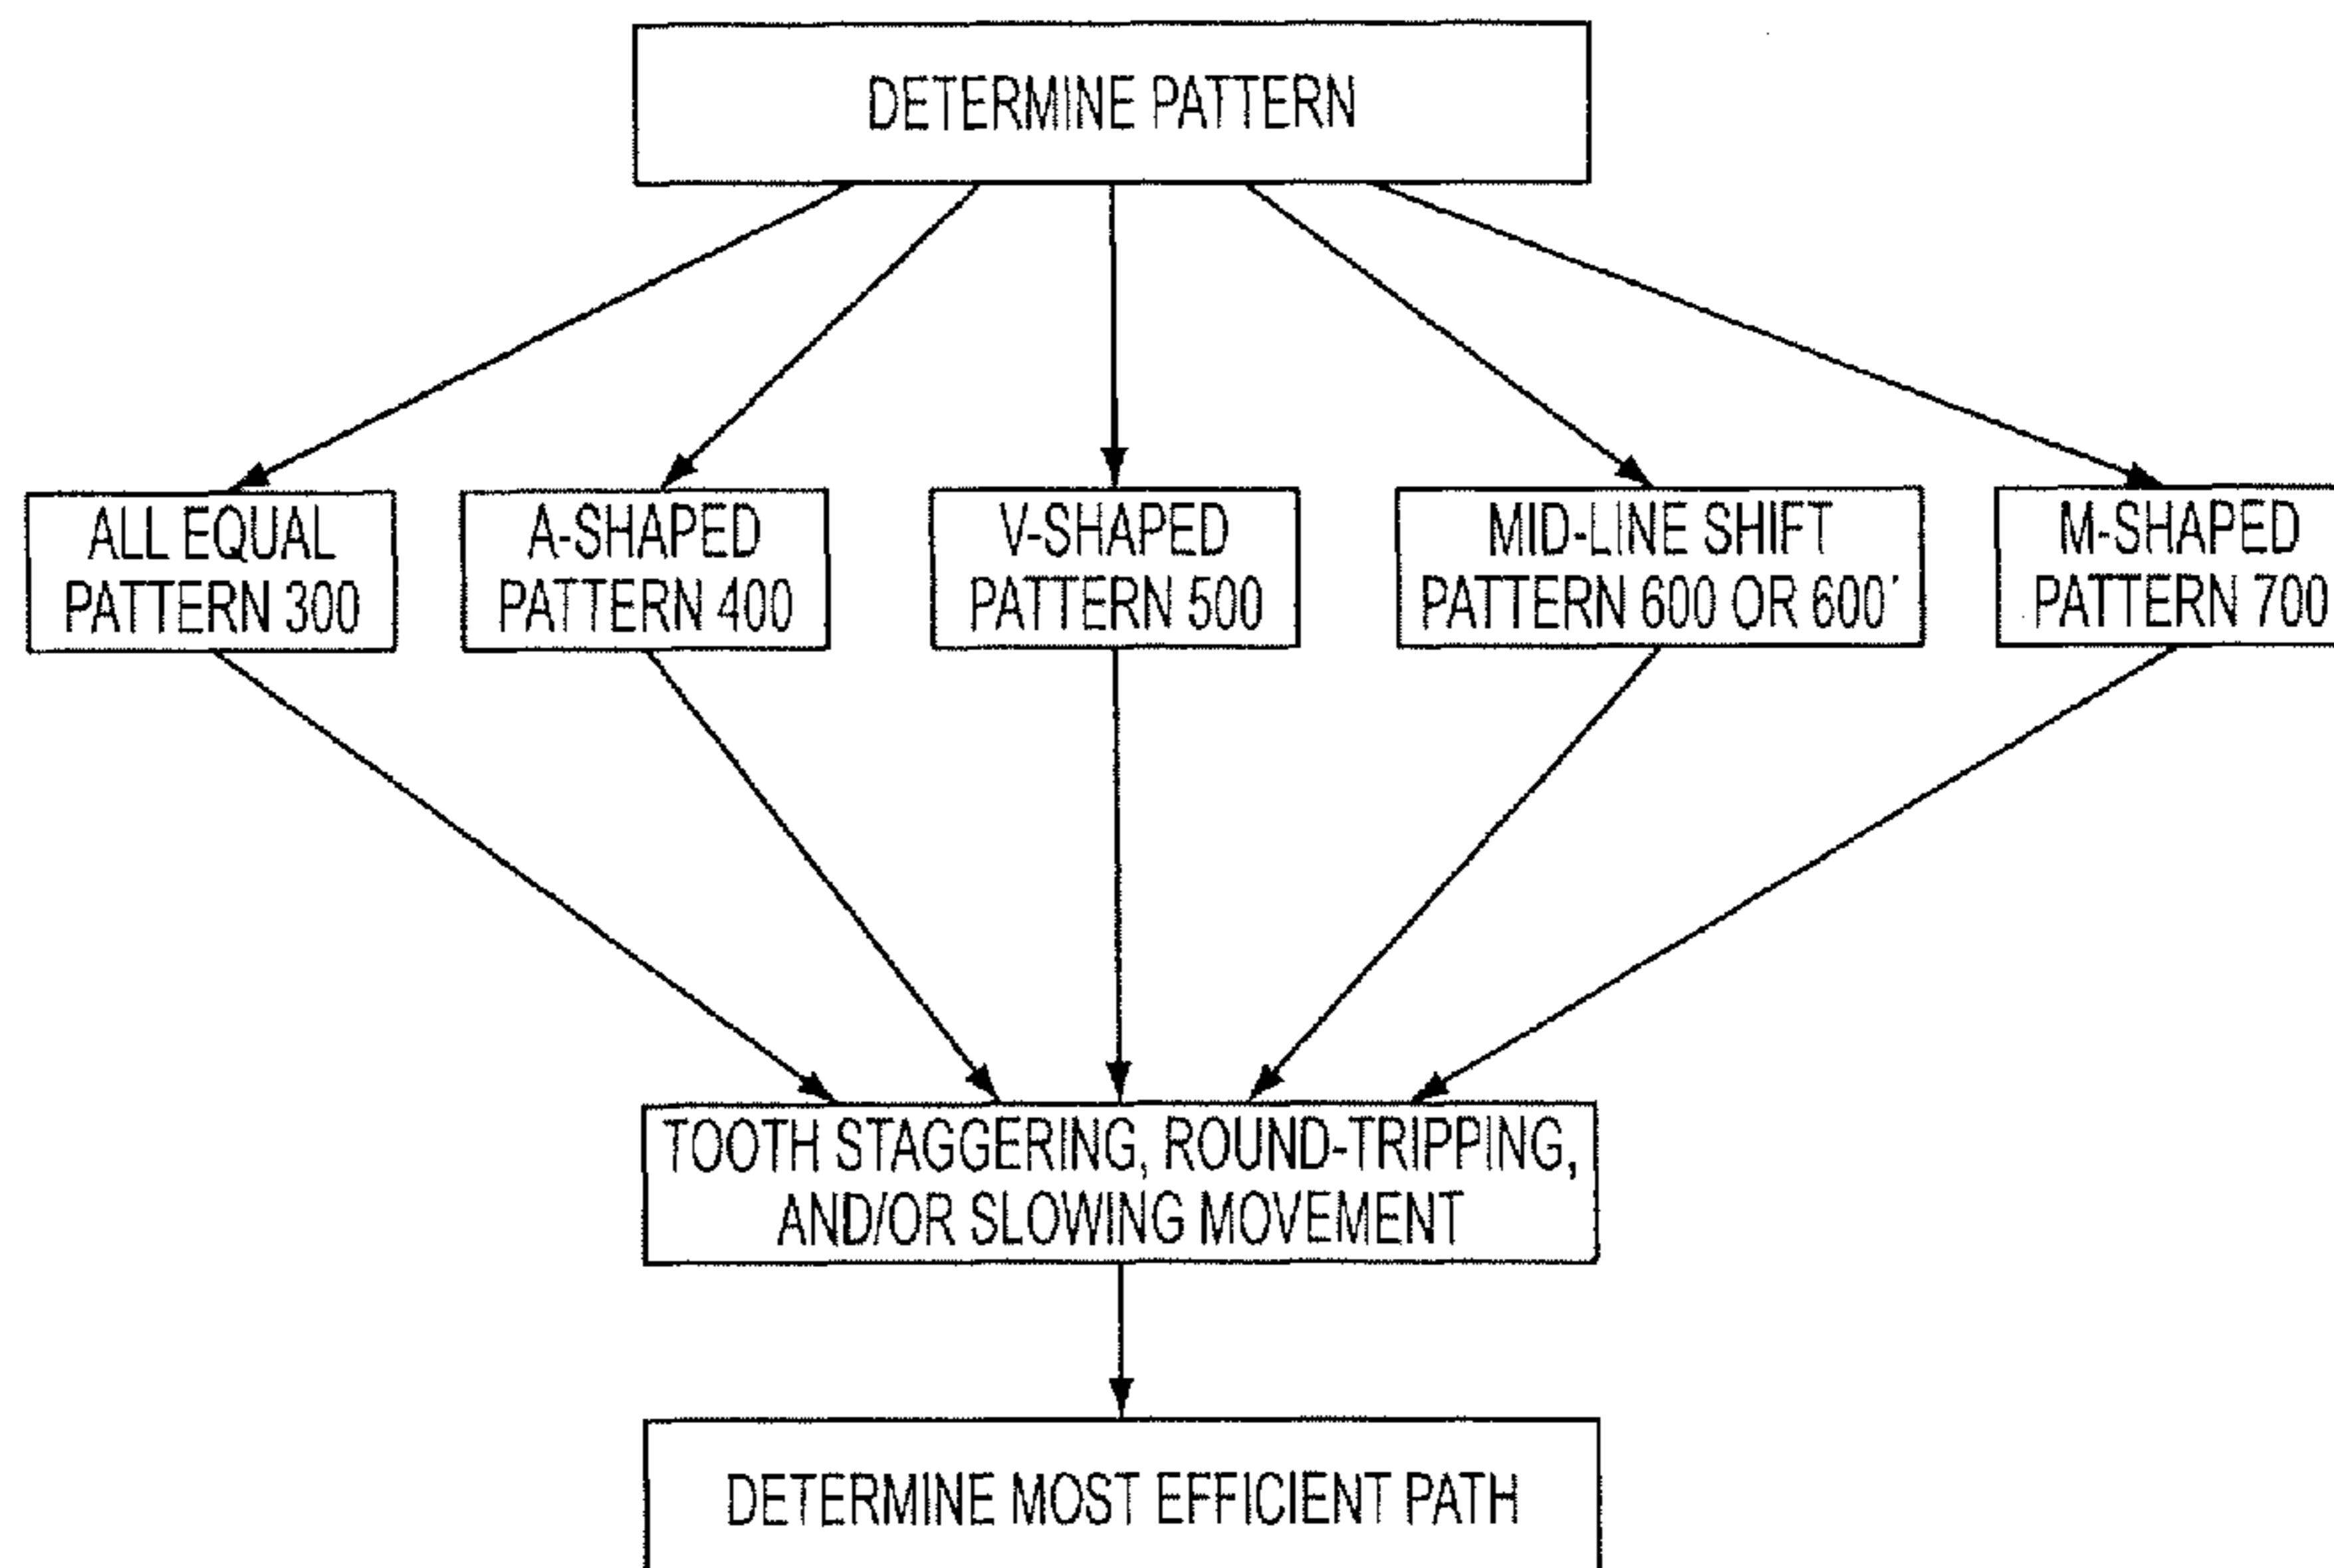 DETERMINE PATTERN
ALL EQUAL
PATTERN 300
A-SHAPED
PATTERN 400
V-SHAPED
PATTERN 500
MID-LINE SHIFT
PATTERN 600 OR 600'
M-SHAPED
PATTERN 700
TOOTH STAGGERING, ROUND-TRIPPING,
AND/OR SLOWING MOVEMENT
DETERMINE MOST EFFICIENT PATH